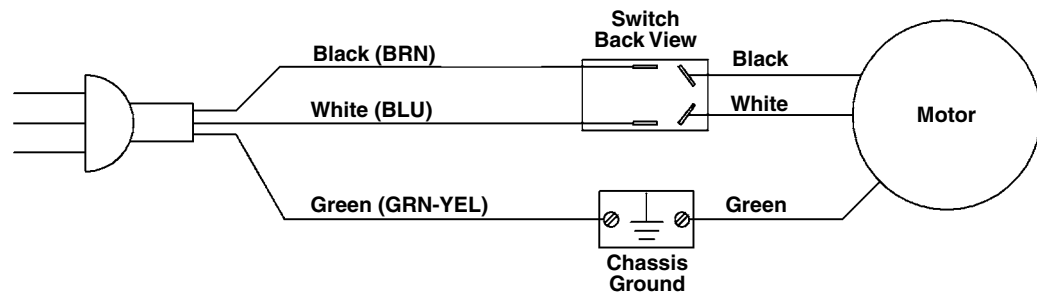 Switch
Back View
Black (BRN)
Black
White (BLU)
White
Motor
Green (GRN-YEL)
Green
Chassis
Ground